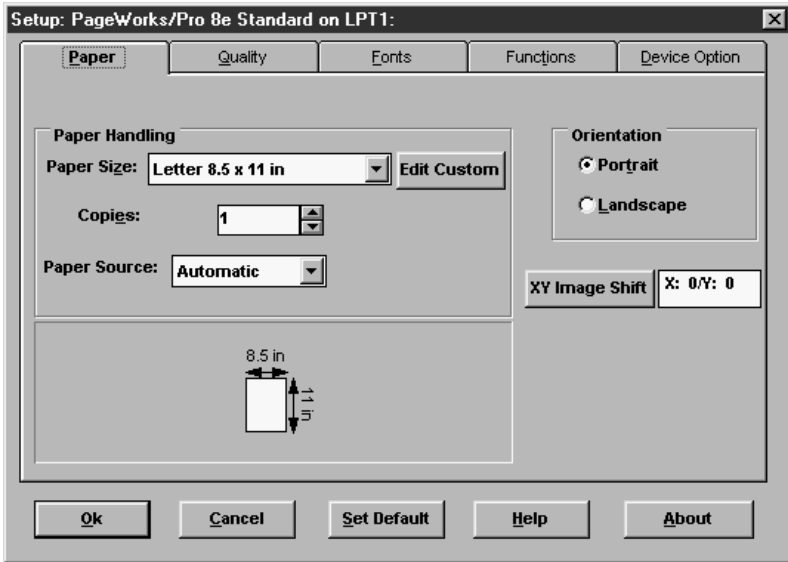 Setup: PageWorks/Pro 8e Standard on LPT1:
Paper
Quality
Fonts
Functions
Device Option
Paper Handling
Paper Size:
Letter 8.5 x 11 in
Edit Custom
Copies:
1
Paper Source:
Automatic
Orientation
Portrait
Landscape
XY Image Shift
X: 0/Y: 0
8.5 in
11 in
Ok
Cancel
Set Default
Help
About